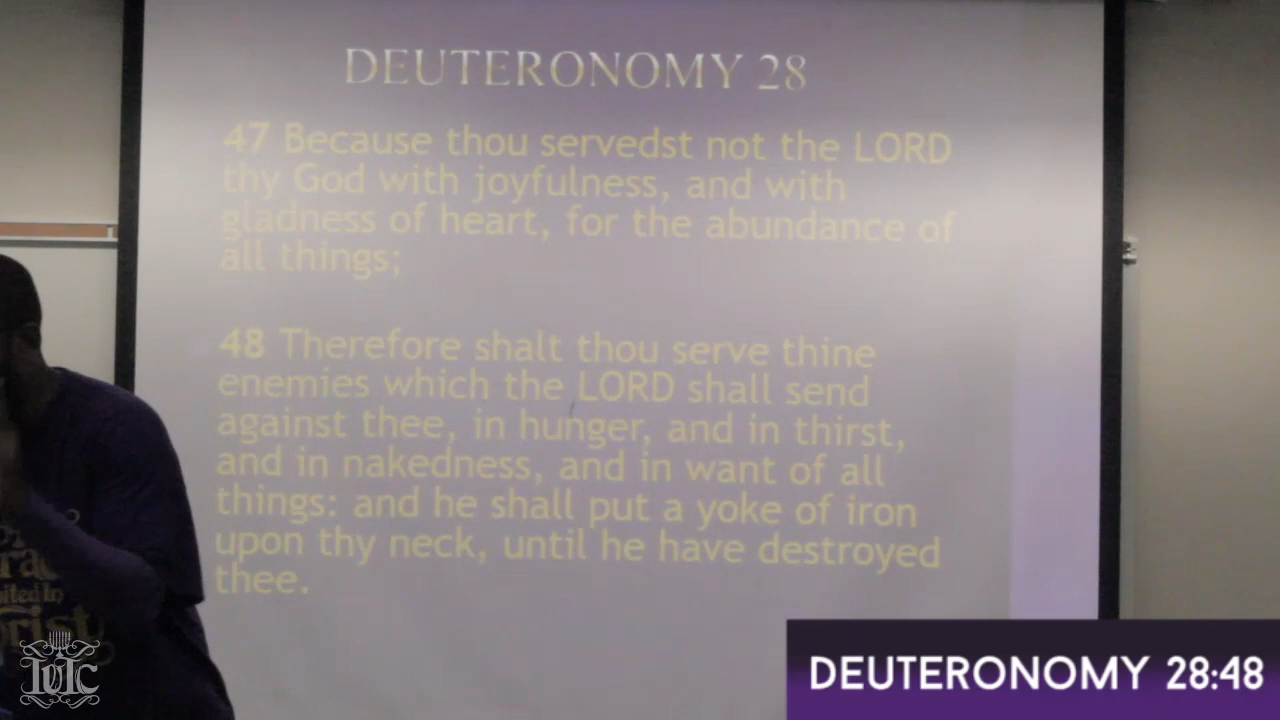 DEUTERONOMY 28
47 Because thou servedst not the LORD
thy God with joyfulness, and with
gladness of heart, for the abundance of
all things;
48 Therefore shalt thou serve thine
enemies which the LORD shall send
against thee, in hunger, and in thirst,
and in nakedness, and in want of all
things: and he shall put a yoke of iron
upon thy neck, until he have destroyed
thee.
IUIC
DEUTERONOMY 28:48